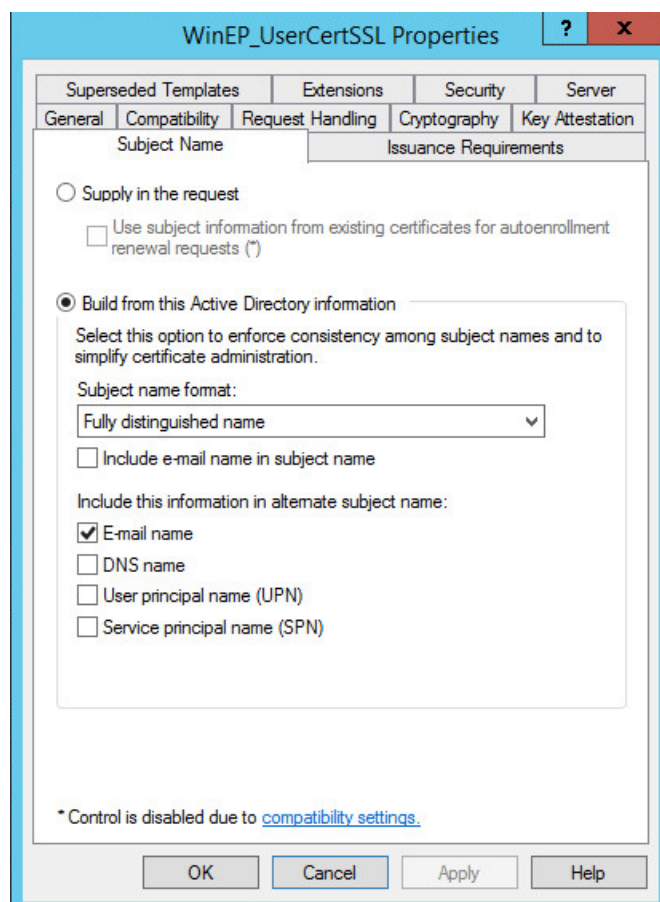 WinEP_UserCertSSL Properties
?
x
Superseded Templates
Extensions
Security
Server
General
Compatibility
Request Handling
Cryptography
Key Attestation
Subject Name
Issuance Requirements
Supply in the request
Use subject information from existing certificates for autoenrollment
renewal requests (*)
Build from this Active Directory information
Select this option to enforce consistency among subject names and to
simplify certificate administration.
Subject name format:
Fully distinguished name
Include e-mail name in subject name
Include this information in alternate subject name:
E-mail name
DNS name
User principal name (UPN)
Service principal name (SPN)
* Control is disabled due to compatibility settings.
OK
Cancel
Apply
Help